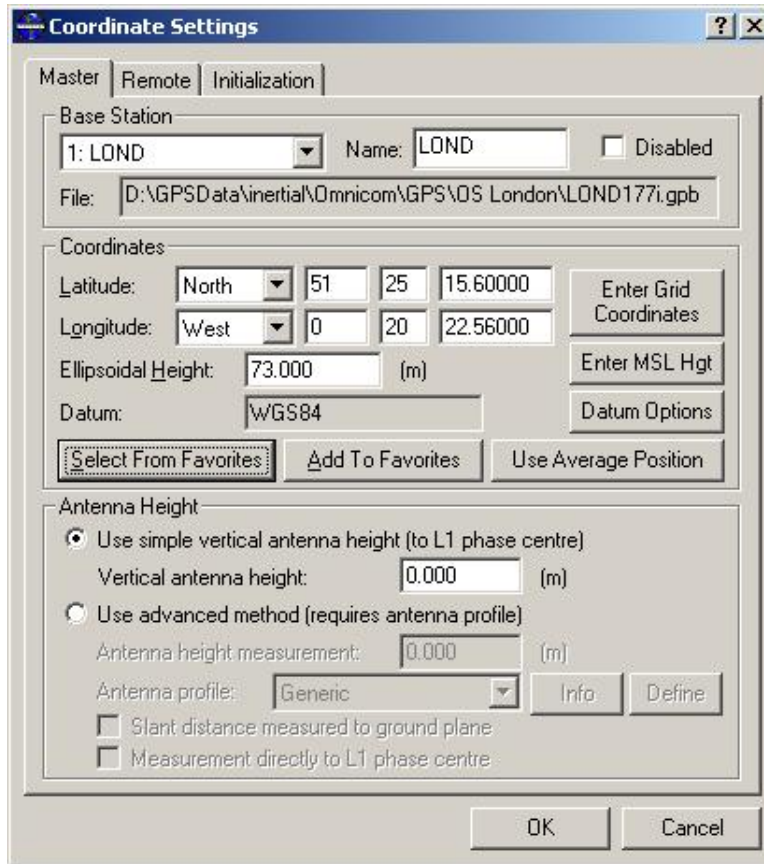 Coordinate Settings
Master Remote Initialization
Base Station
1: LOND Name: LOND Disabled
File: D:\GPSData\inertial\Omnicom\GPS\OS London\LOND177i.gpb
Coordinates
Latitude: North 51 25 15.60000 Enter Grid Coordinates
Longitude: West 0 20 22.56000
Ellipsoidal Height: 73.000 (m) Enter MSL Hgt
Datum: WGS84 Datum Options
Select From Favorites Add To Favorites Use Average Position
Antenna Height
Use simple vertical antenna height (to L1 phase centre)
Vertical antenna height: 0.000 (m)
Use advanced method (requires antenna profile)
Antenna height measurement: 0.000 (m)
Antenna profile: Generic Info Define
Slant distance measured to ground plane
Measurement directly to L1 phase centre
OK Cancel